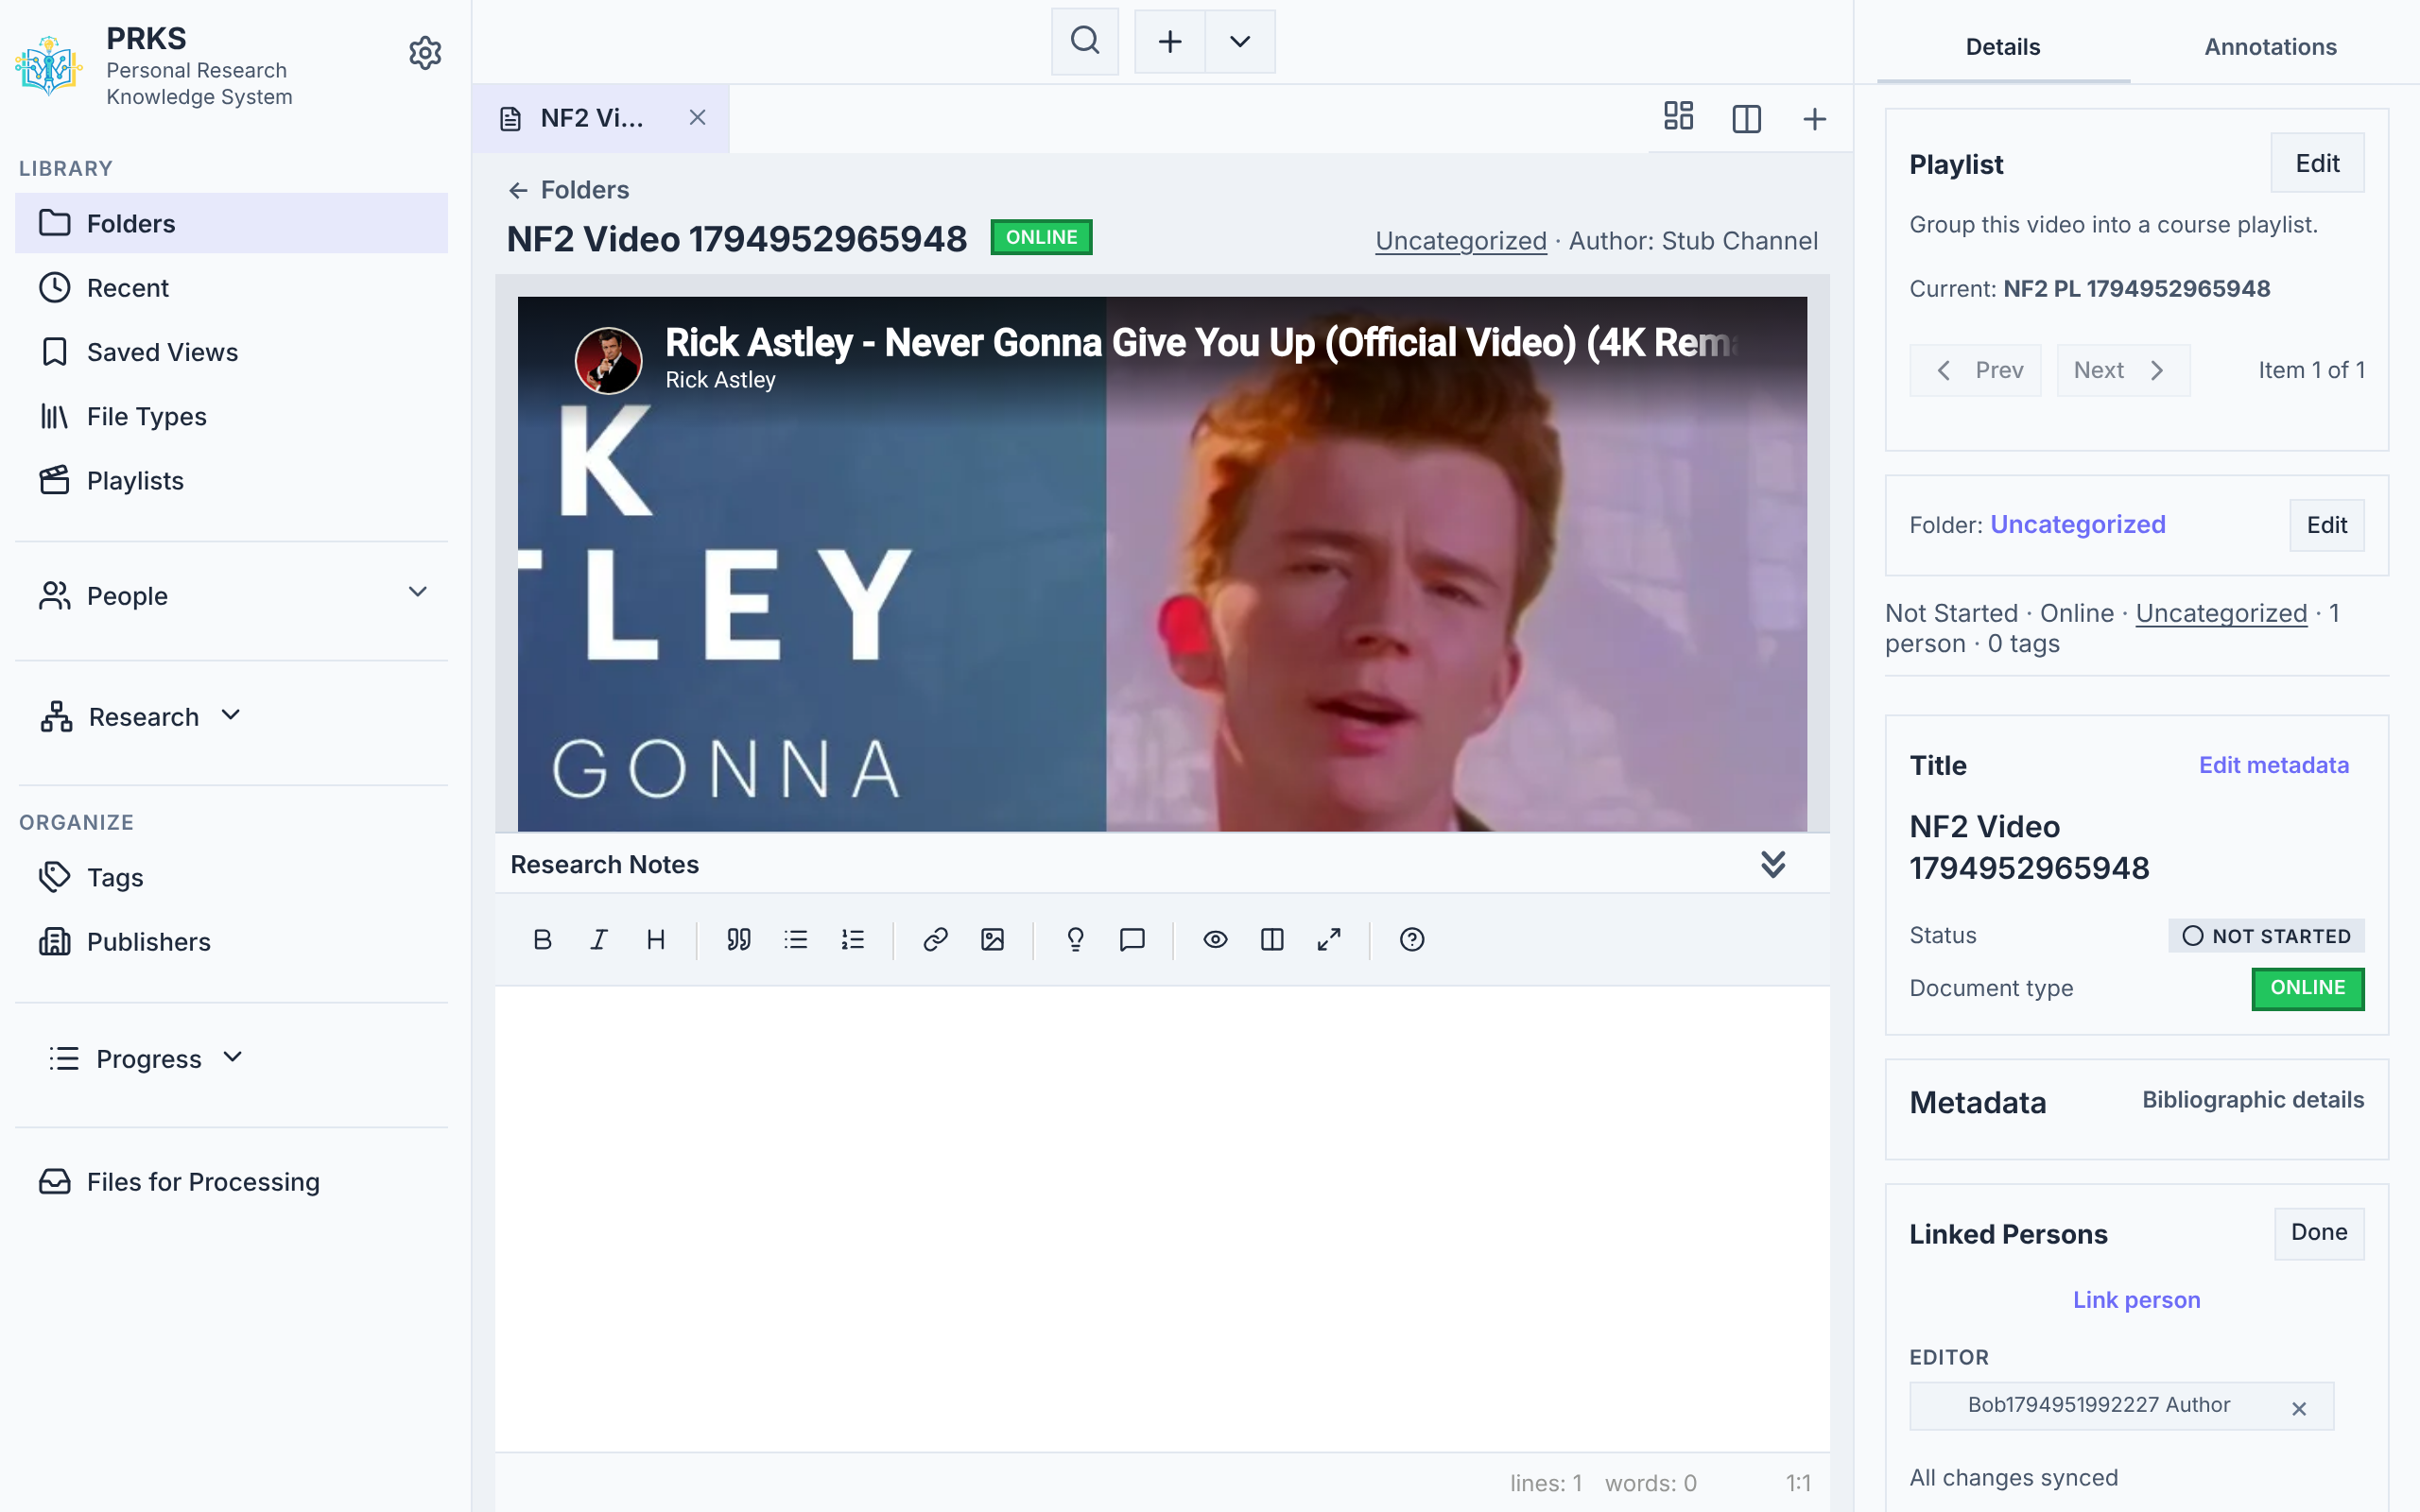 PRKS
Personal Research
Knowledge System
LIBRARY
Folders
Recent
Saved Views
File Types
Playlists
People
Research
ORGANIZE
Tags
Publishers
Progress
Files for Processing
NF2 Vi...
Folders
NF2 Video 1794952965948
ONLINE
Uncategorized · Author: Stub Channel
Rick Astley - Never Gonna Give You Up (Official Video) (4K Rema
Rick Astley
K
TLEY
GONNA
Research Notes
lines: 1 words: 0 1:1
Details
Annotations
Playlist
Edit
Group this video into a course playlist.
Current: NF2 PL 1794952965948
Prev
Next
Item 1 of 1
Folder: Uncategorized
Edit
Not Started · Online · Uncategorized · 1
person · 0 tags
Title
Edit metadata
NF2 Video
1794952965948
Status
NOT STARTED
Document type
ONLINE
Metadata
Bibliographic details
Linked Persons
Done
Link person
EDITOR
Bob1794951992227 Author
All changes synced